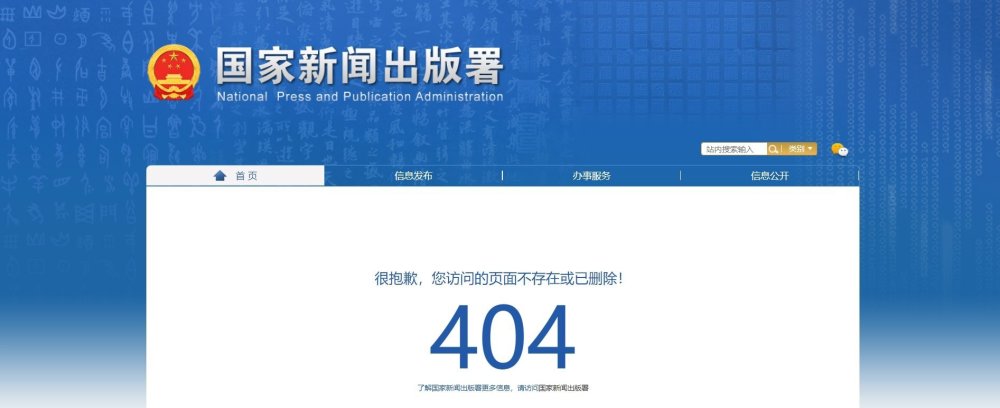 国家新闻出版署
National Press and Publication Administration
站内搜索输入 类别
首页 信息发布 办事服务 信息公开
很抱歉，您访问的页面不存在或已删除！
404
了解国家新闻出版署更多信息，请访问国家新闻出版署